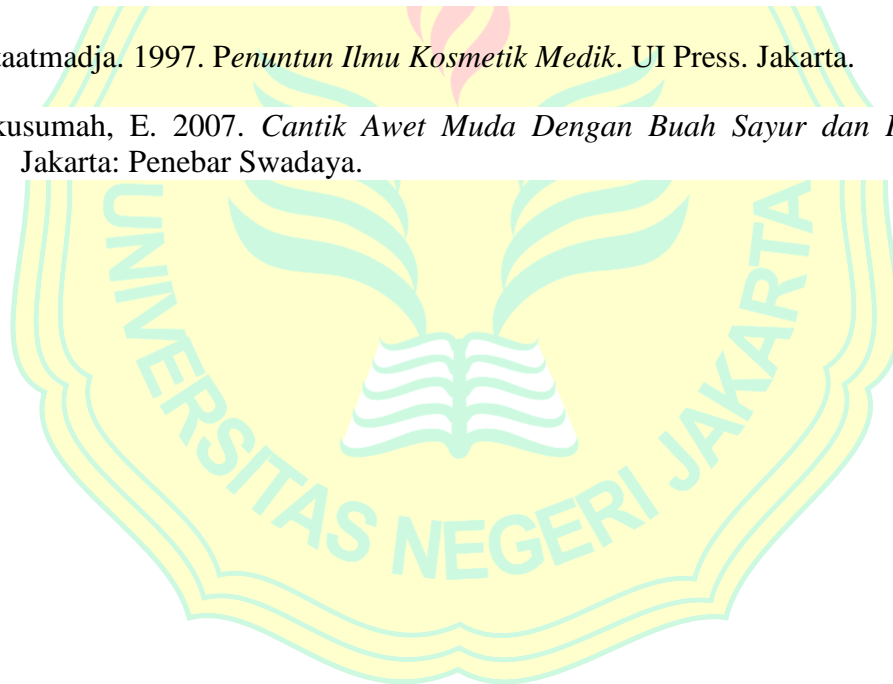 taatmadja. 1997. Penuntun Ilmu Kosmetik Medik. UI Press. Jakarta.
kusumah, E. 2007. Cantik Awet Muda Dengan Buah Sayur dan
Jakarta: Penebar Swadaya.
UNIVERSITAS NEGERI JAKARTA